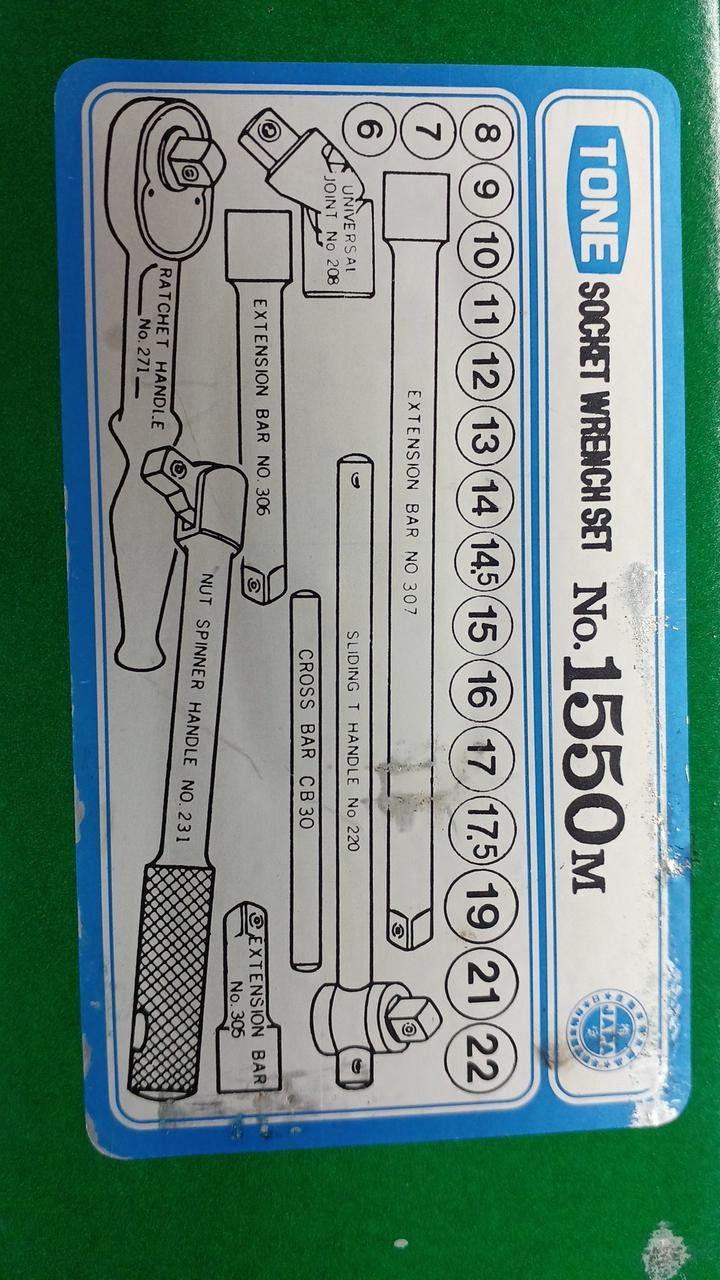 TONE SOCKET WRENCH SET No.1550M
8 9 10 11 12 13 14 14.5 15 16 17 17.5 19 21 22
7
6
EXTENSION BAR NO 307
UNIVERSAL
JOINT No 208
SLIDING T HANDLE No 220
CROSS BAR CB30
EXTENSION BAR NO. 306
EXTENSION BAR
No. 305
RATCHET HANDLE
No. 271
NUT SPINNER HANDLE NO. 231